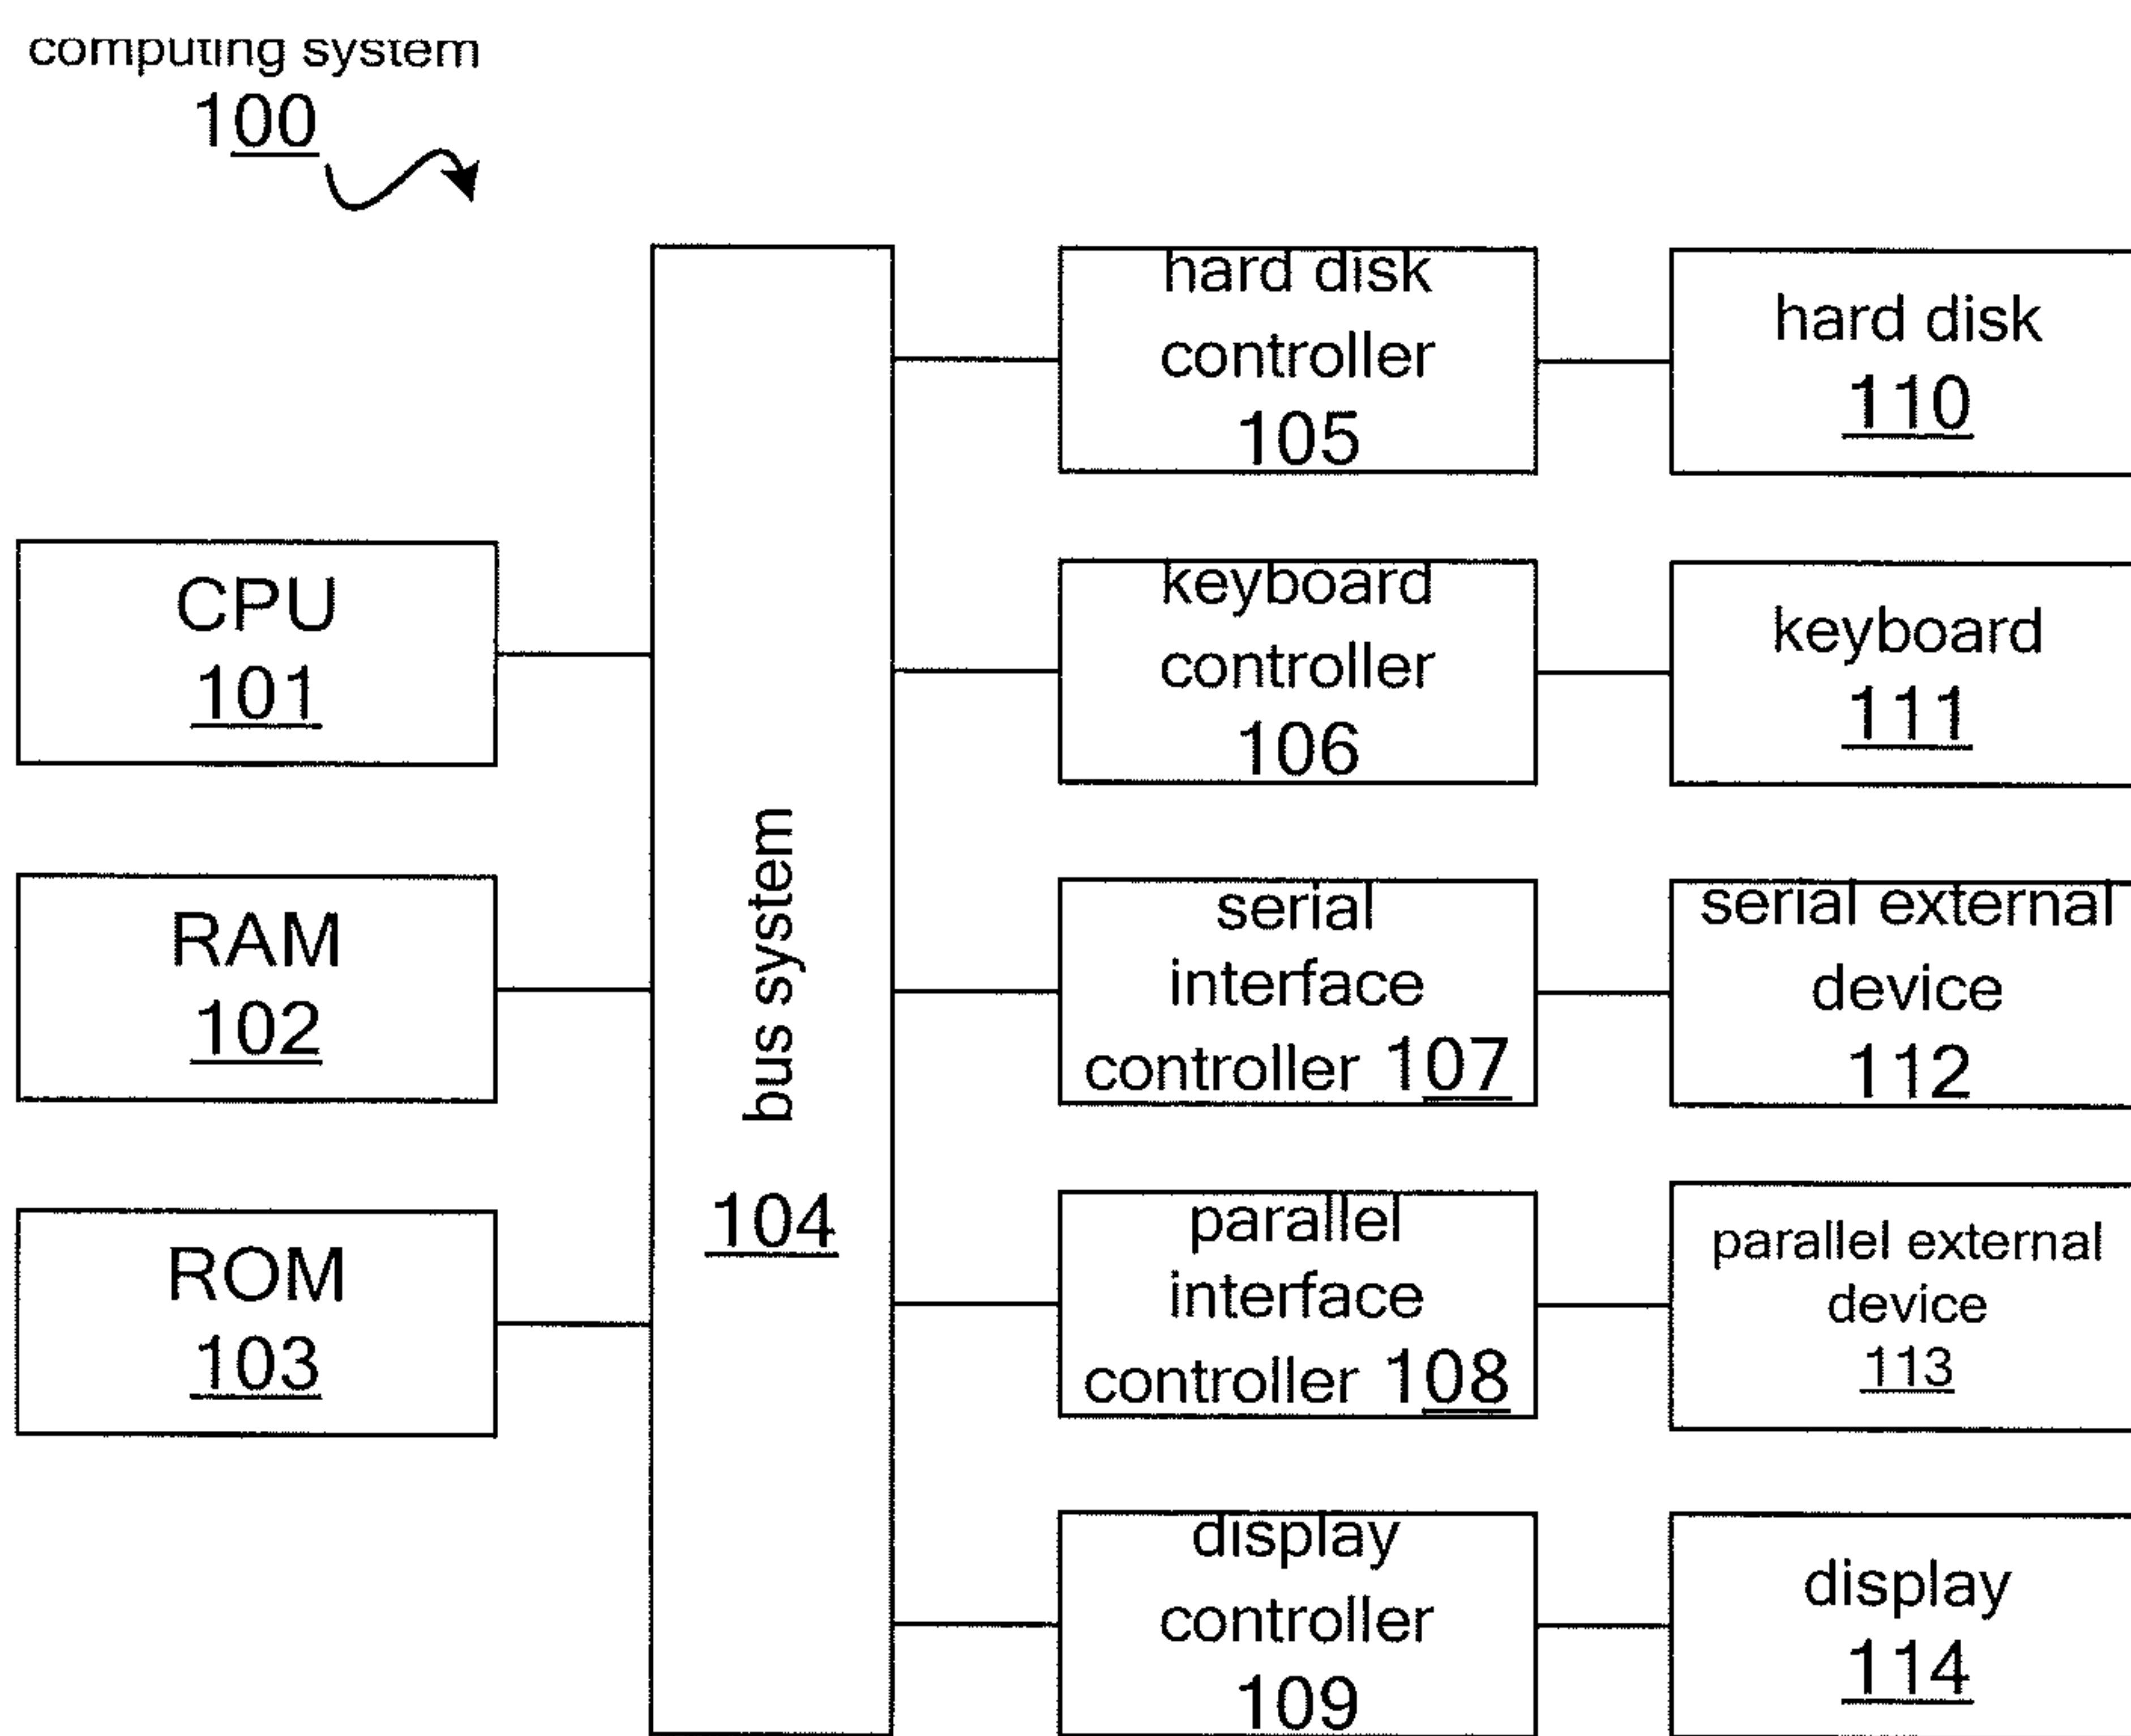 computing system
100
hard disk
controller
105
hard disk
110
CPU
101
keyboard
controller
106
keyboard
111
bus system
104
RAM
102
serial
interface
controller 107
serial external
device
112
ROM
103
parallel
interface
controller 108
parallel external
device
113
display
controller
109
display
114